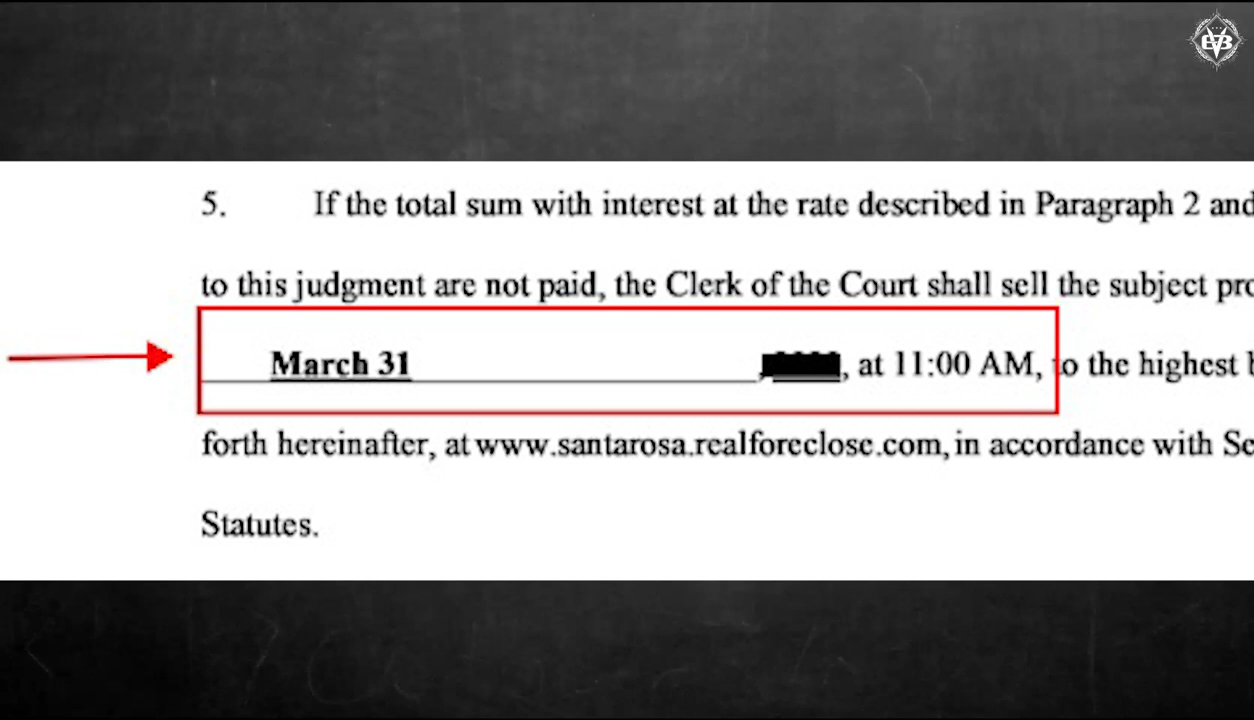 5. If the total sum with interest at the rate described in Paragraph 2 and
to this judgment are not paid, the Clerk of the Court shall sell the subject
March 31 , at 11:00 AM, to the highest
forth hereinafter, at www.santarosa.realforeclose.com, in accordance with
Statutes.